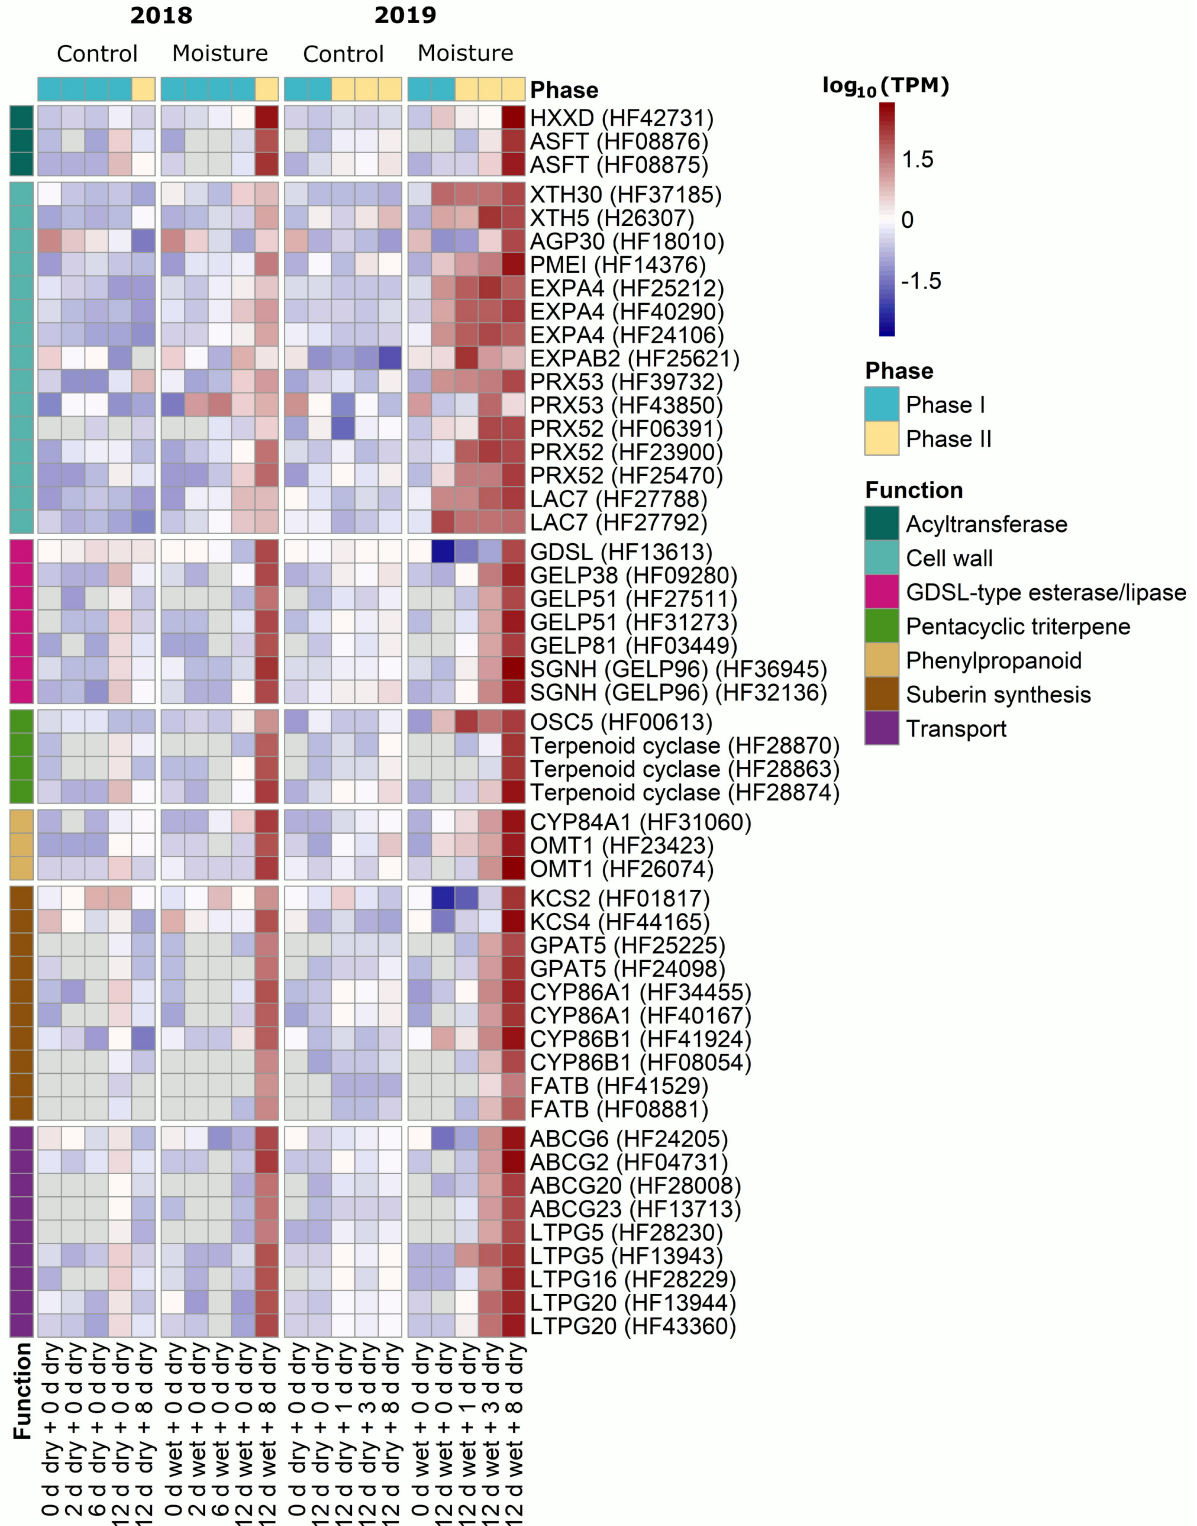 2018
2019
Control
Moisture
Control
Moisture
Phase
HXXD (HF42731)
ASFT (HF08876)
ASFT (HF08875)
XTH30 (HF37185)
XTH5 (H26307)
AGP30 (HF18010)
PMEI (HF14376)
EXPA4 (HF25212)
EXPA4 (HF40290)
EXPA4 (HF24106)
EXPAB2 (HF25621)
PRX53 (HF39732)
PRX53 (HF43850)
PRX52 (HF06391)
PRX52 (HF23900)
PRX52 (HF25470)
LAC7 (HF27788)
LAC7 (HF27792)
GDSL (HF13613)
GELP38 (HF09280)
GELP51 (HF27511)
GELP51 (HF31273)
GELP81 (HF03449)
SGNH (GELP96) (HF36945)
SGNH (GELP96) (HF32136)
OSC5 (HF00613)
Terpenoid cyclase (HF28870)
Terpenoid cyclase (HF28863)
Terpenoid cyclase (HF28874)
CYP84A1 (HF31060)
OMT1 (HF23423)
OMT1 (HF26074)
KCS2 (HF01817)
KCS4 (HF44165)
GPAT5 (HF25225)
GPAT5 (HF24098)
CYP86A1 (HF34455)
CYP86A1 (HF40167)
CYP86B1 (HF41924)
CYP86B1 (HF08054)
FATB (HF41529)
FATB (HF08881)
ABCG6 (HF24205)
ABCG2 (HF04731)
ABCG20 (HF28008)
ABCG23 (HF13713)
LTPG5 (HF28230)
LTPG5 (HF13943)
LTPG16 (HF28229)
LTPG20 (HF13944)
LTPG20 (HF43360)
Function
0 d dry + 0 d dry
2 d dry + 0 d dry
6 d dry + 0 d dry
12 d dry + 0 d dry
12 d dry + 8 d dry
0 d wet + 0 d dry
2 d wet + 0 d dry
6 d wet + 0 d dry
12 d wet + 0 d dry
12 d wet + 8 d dry
0 d dry + 0 d dry
12 d dry + 0 d dry
12 d dry + 1 d dry
12 d dry + 3 d dry
12 d dry + 8 d dry
0 d wet + 0 d dry
12 d wet + 0 d dry
12 d wet + 1 d dry
12 d wet + 3 d dry
12 d wet + 8 d dry
log₁₀(TPM)
1.5
0
-1.5
Phase
Phase I
Phase II
Function
Acyltransferase
Cell wall
GDSL-type esterase/lipase
Pentacyclic triterpene
Phenylpropanoid
Suberin synthesis
Transport